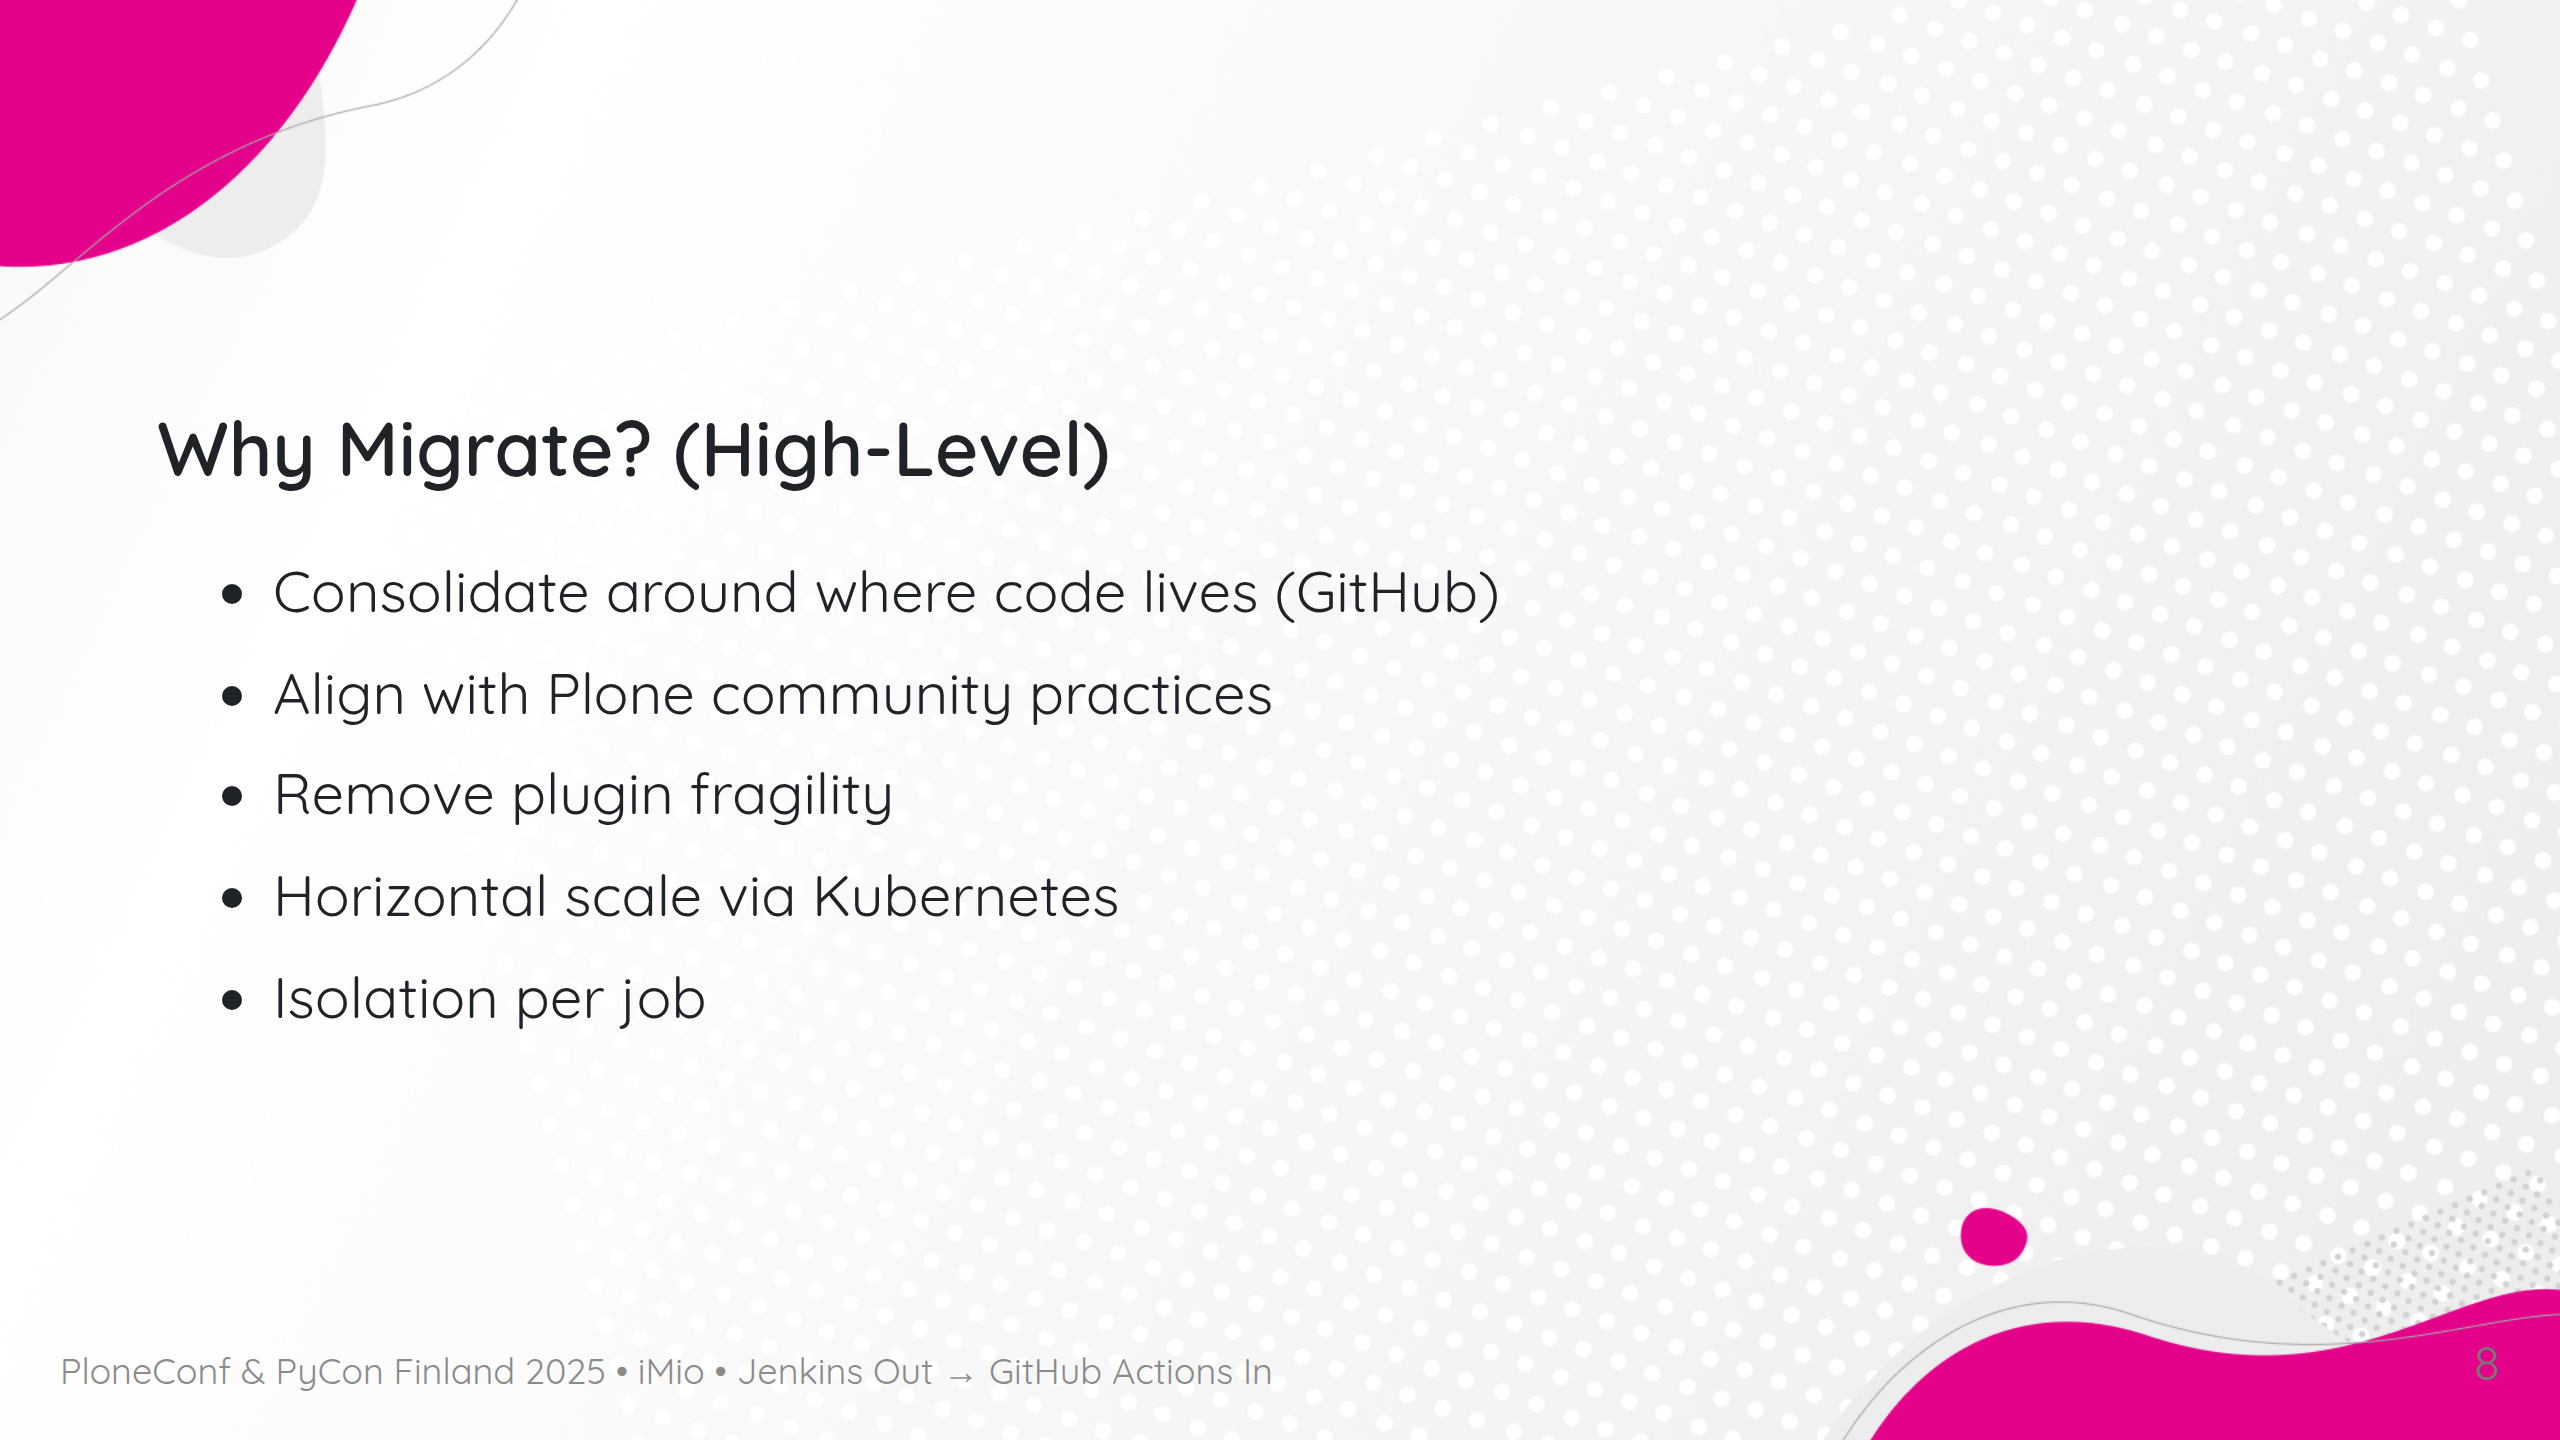 Why Migrate? (High-Level)
• Consolidate around where code lives (GitHub)
• Align with Plone community practices
• Remove plugin fragility
• Horizontal scale via Kubernetes
• Isolation per job
PloneConf & PyCon Finland 2025 • iMio • Jenkins Out → GitHub Actions In
8